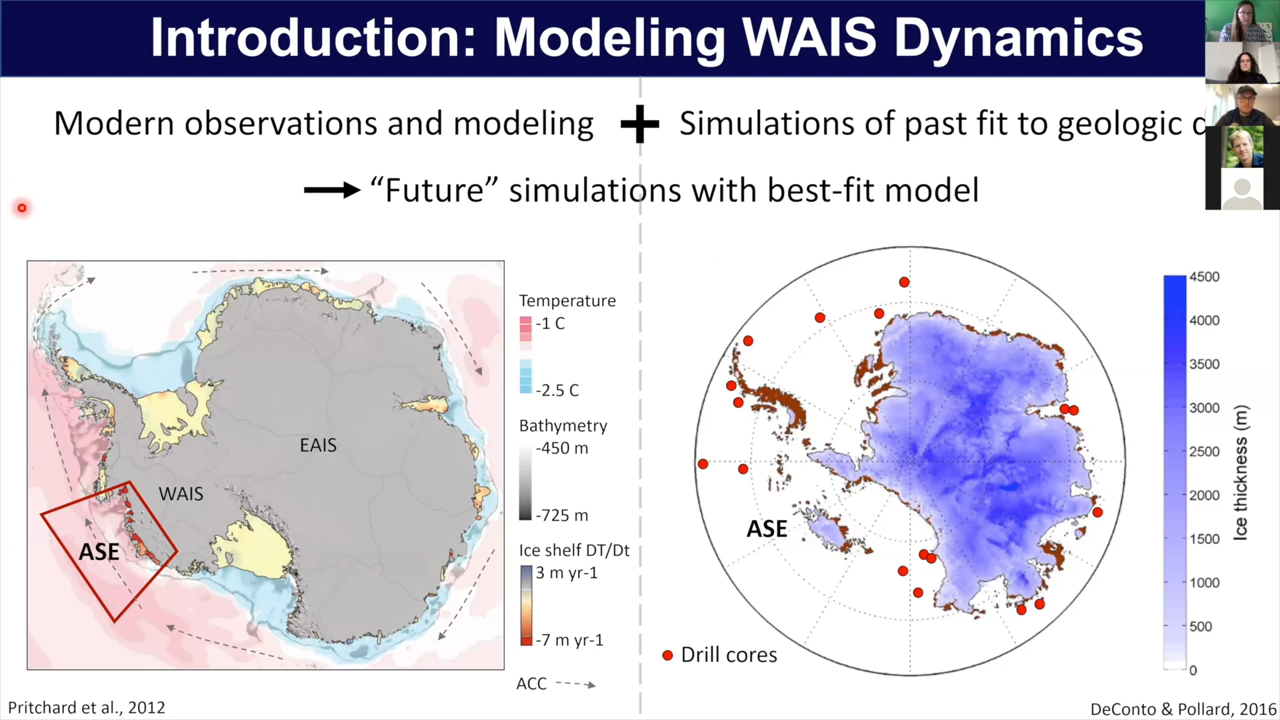 Introduction: Modeling WAIS Dynamics
Modern observations and modeling + Simulations of past fit to geologic d
→ “Future” simulations with best-fit model
Temperature
-1 C
-2.5 C
Bathymetry
-450 m
-725 m
Ice shelf DT/Dt
3 m yr-1
-7 m yr-1
ACC
EAIS
WAIS
ASE
Pritchard et al., 2012
ASE
Drill cores
4500
4000
3500
3000
2500
2000
1500
1000
500
0
Ice thickness (m)
DeConto & Pollard, 2016